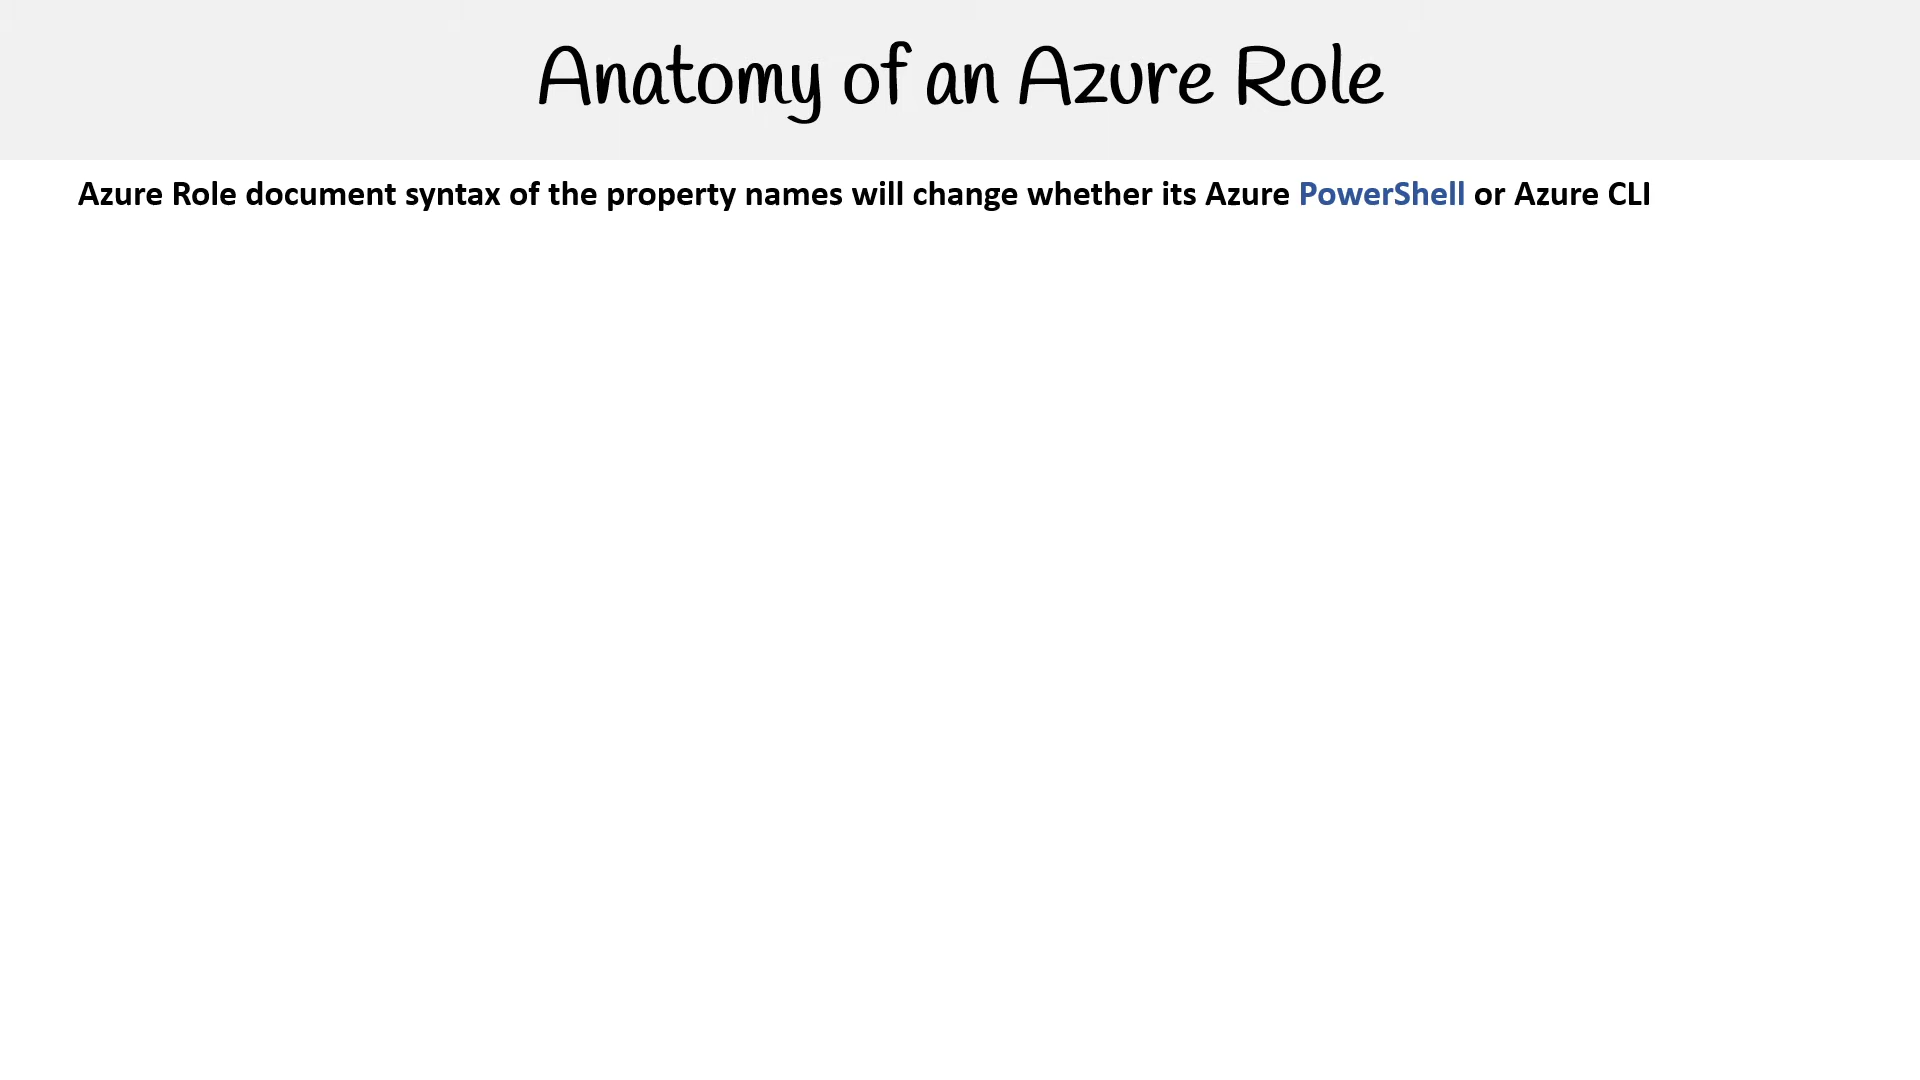 Anatomy of an Azure Role
Azure Role document syntax of the property names will change whether its Azure PowerShell or Azure CLI